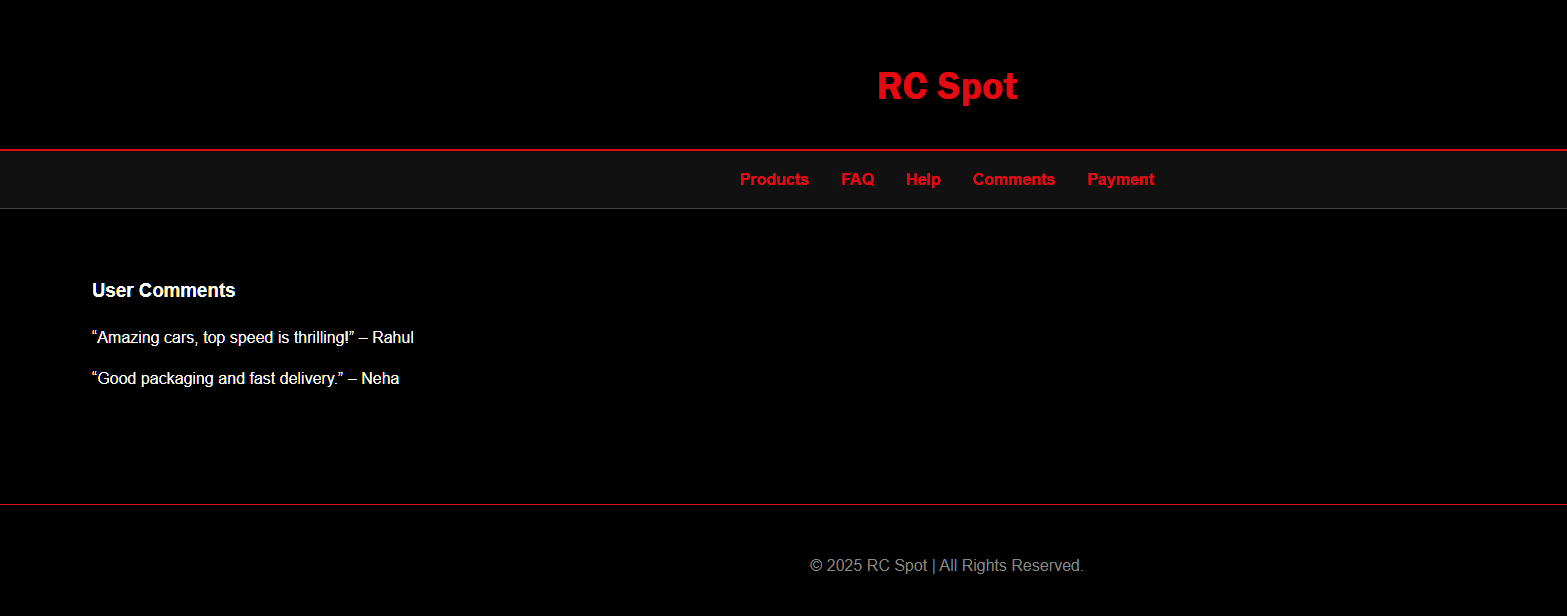 RC Spot
Products FAQ Help Comments Payment
User Comments
“Amazing cars, top speed is thrilling!” – Rahul
“Good packaging and fast delivery.” – Neha
© 2025 RC Spot | All Rights Reserved.